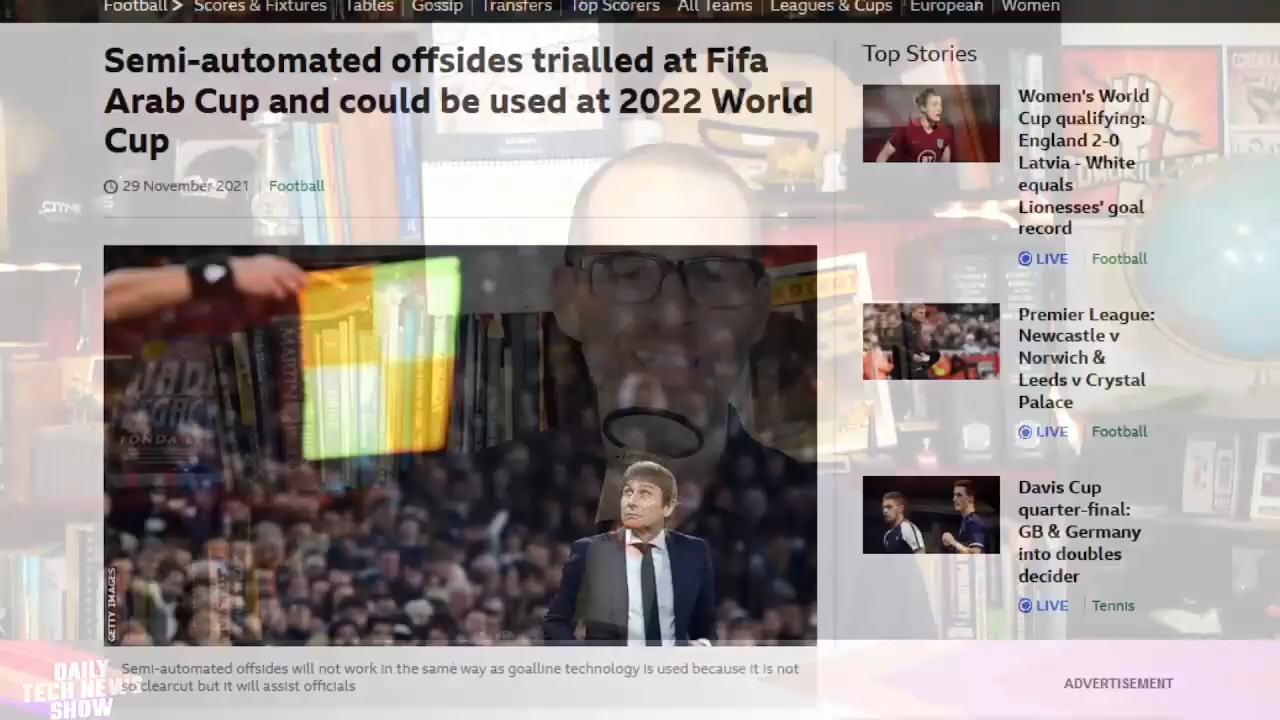 Football > Scores & Fixtures Tables Gossip Transfers Top Scorers All Teams Leagues & Cups European Women
Semi-automated offsides trialled at Fifa
Arab Cup and could be used at 2022 World
Cup
29 November 2021 Football
GETTY IMAGES
Semi-automated offsides will not work in the same way as goalline technology is used because it is not
so clearcut but it will assist officials
Top Stories
Women's World
Cup qualifying:
England 2-0
Latvia - White
equals
Lionesses' goal
record
LIVE Football
Premier League:
Newcastle v
Norwich &
Leeds v Crystal
Palace
LIVE Football
Davis Cup
quarter-final:
GB & Germany
into doubles
decider
LIVE Tennis
ADVERTISEMENT
DAILY
TECH NEWS
SHOW